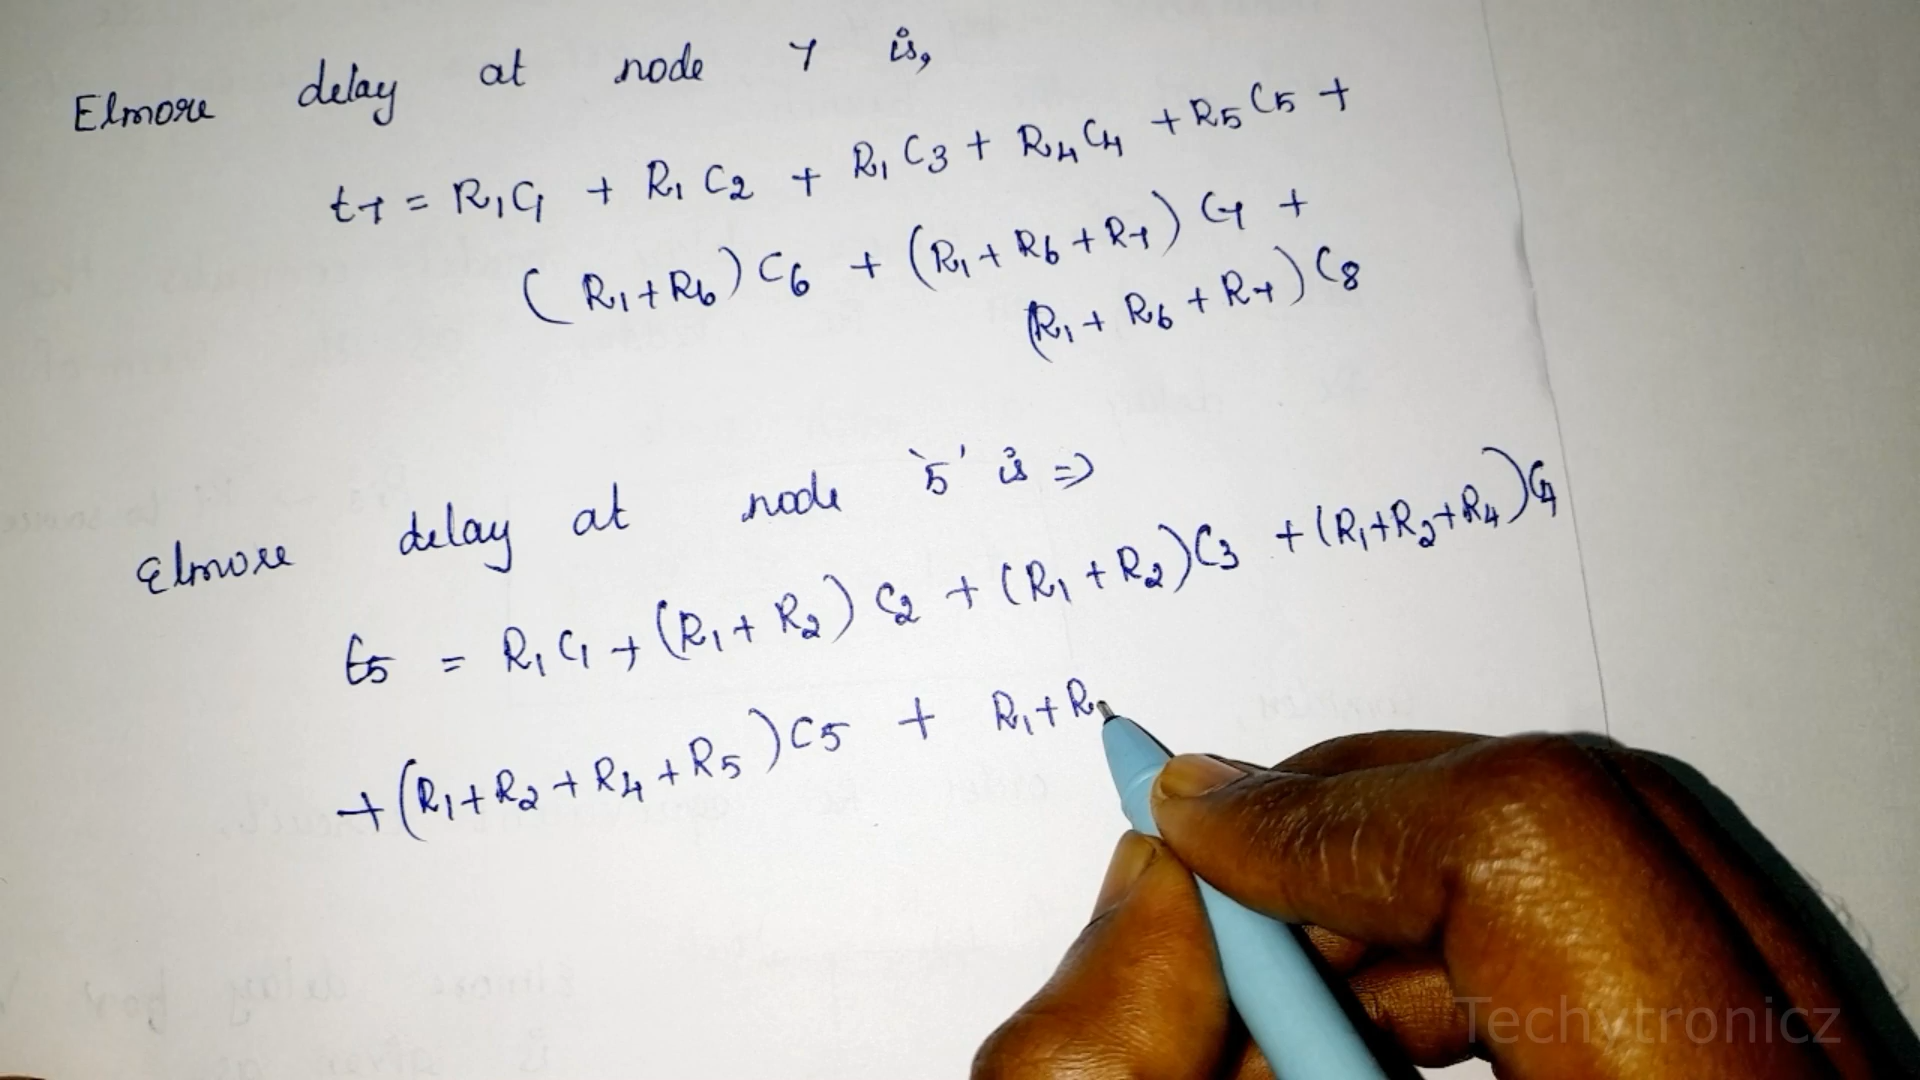 Elmore delay at node 7 is,
t7 = R1C1 + R1C2 + R1C3 + R4C4 + R5C5 +
(R1+R6)C6 + (R1+R6+R7)C7 +
(R1+R6+R7)C8
Elmore delay at node '5' is =>
t5 = R1C1 + (R1+R2)C2 + (R1+R2)C3 + (R1+R2+R4)C4
+ (R1+R2+R4+R5)C5 + R1+R
Techytronicz